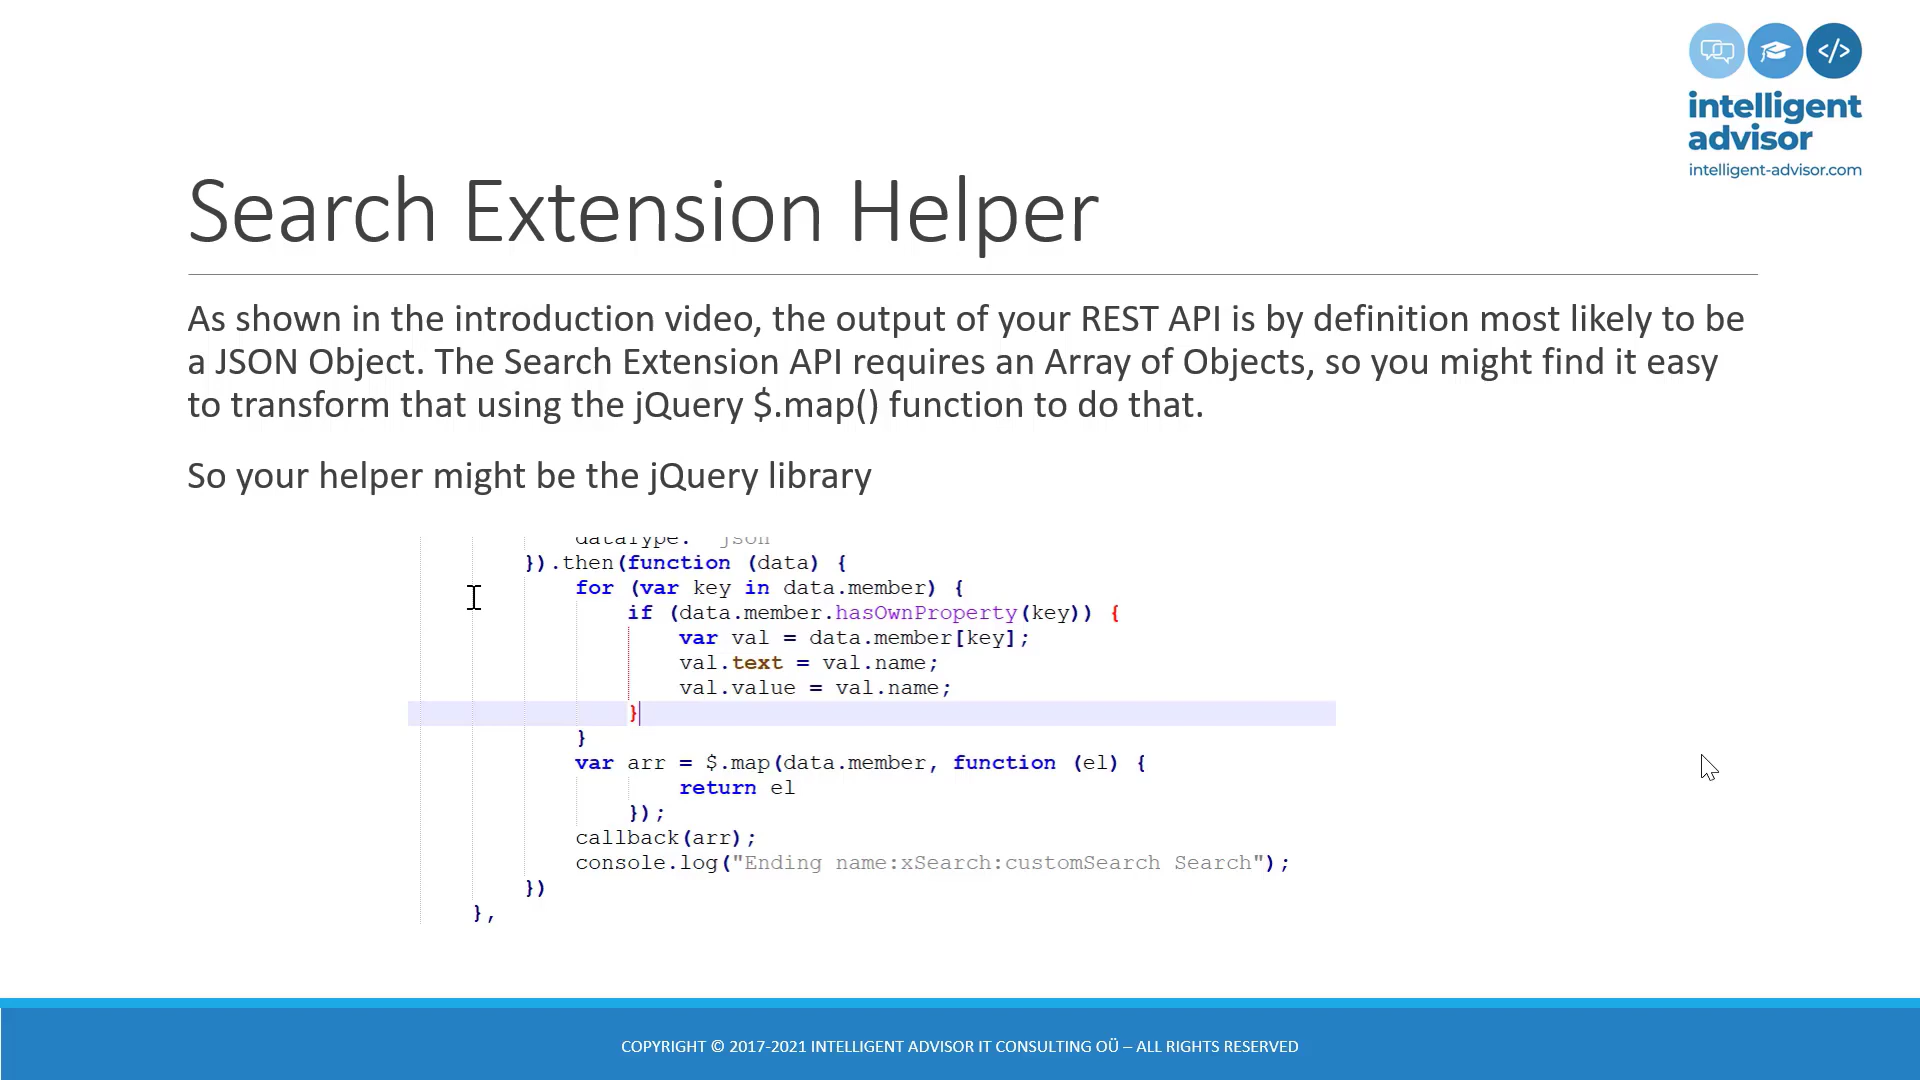 </>
intelligent
advisor
intelligent-advisor.com
Search Extension Helper
As shown in the introduction video, the output of your REST API is by definition most likely to be
a JSON Object. The Search Extension API requires an Array of Objects, so you might find it easy
to transform that using the jQuery $.map() function to do that.
So your helper might be the jQuery library
dataType: "json"
}).then(function (data) {
for (var key in data.member) {
if (data.member.hasOwnProperty(key)) {
var val = data.member[key];
val.text = val.name;
val.value = val.name;
}
}
var arr = $.map(data.member, function (el) {
return el
});
callback(arr);
console.log("Ending name:xSearch:customSearch Search");
})
},
COPYRIGHT © 2017-2021 INTELLIGENT ADVISOR IT CONSULTING OÜ – ALL RIGHTS RESERVED